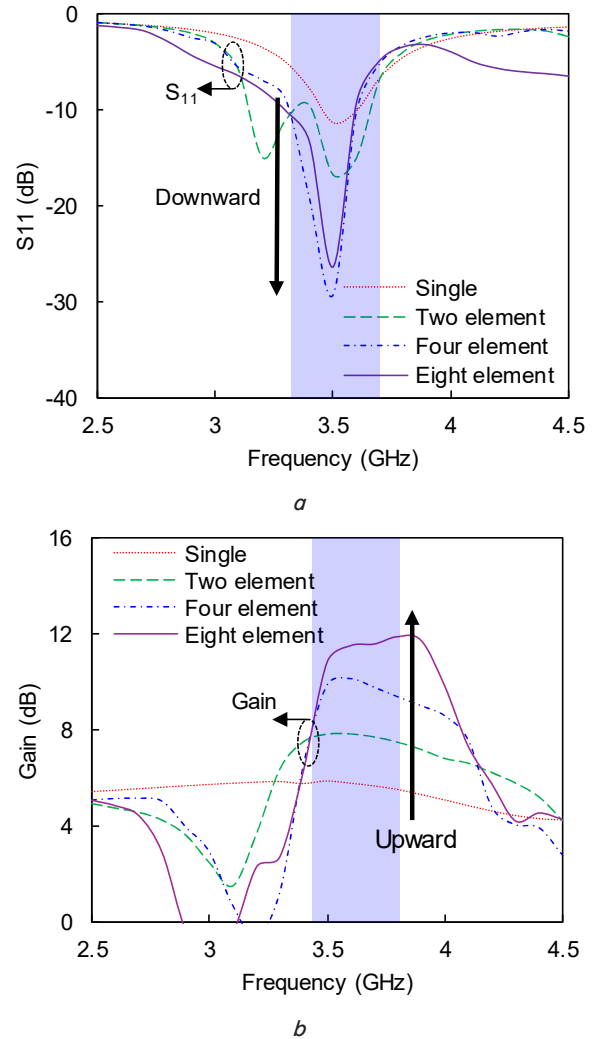 0
-10
-20
-30
-40
S11 (dB)
S11
Downward
Single
Two element
Four element
Eight element
2.5 3 3.5 4 4.5
Frequency (GHz)
a
16
12
8
4
0
Gain (dB)
Single
Two element
Four element
Eight element
Gain
Upward
2.5 3 3.5 4 4.5
Frequency (GHz)
b